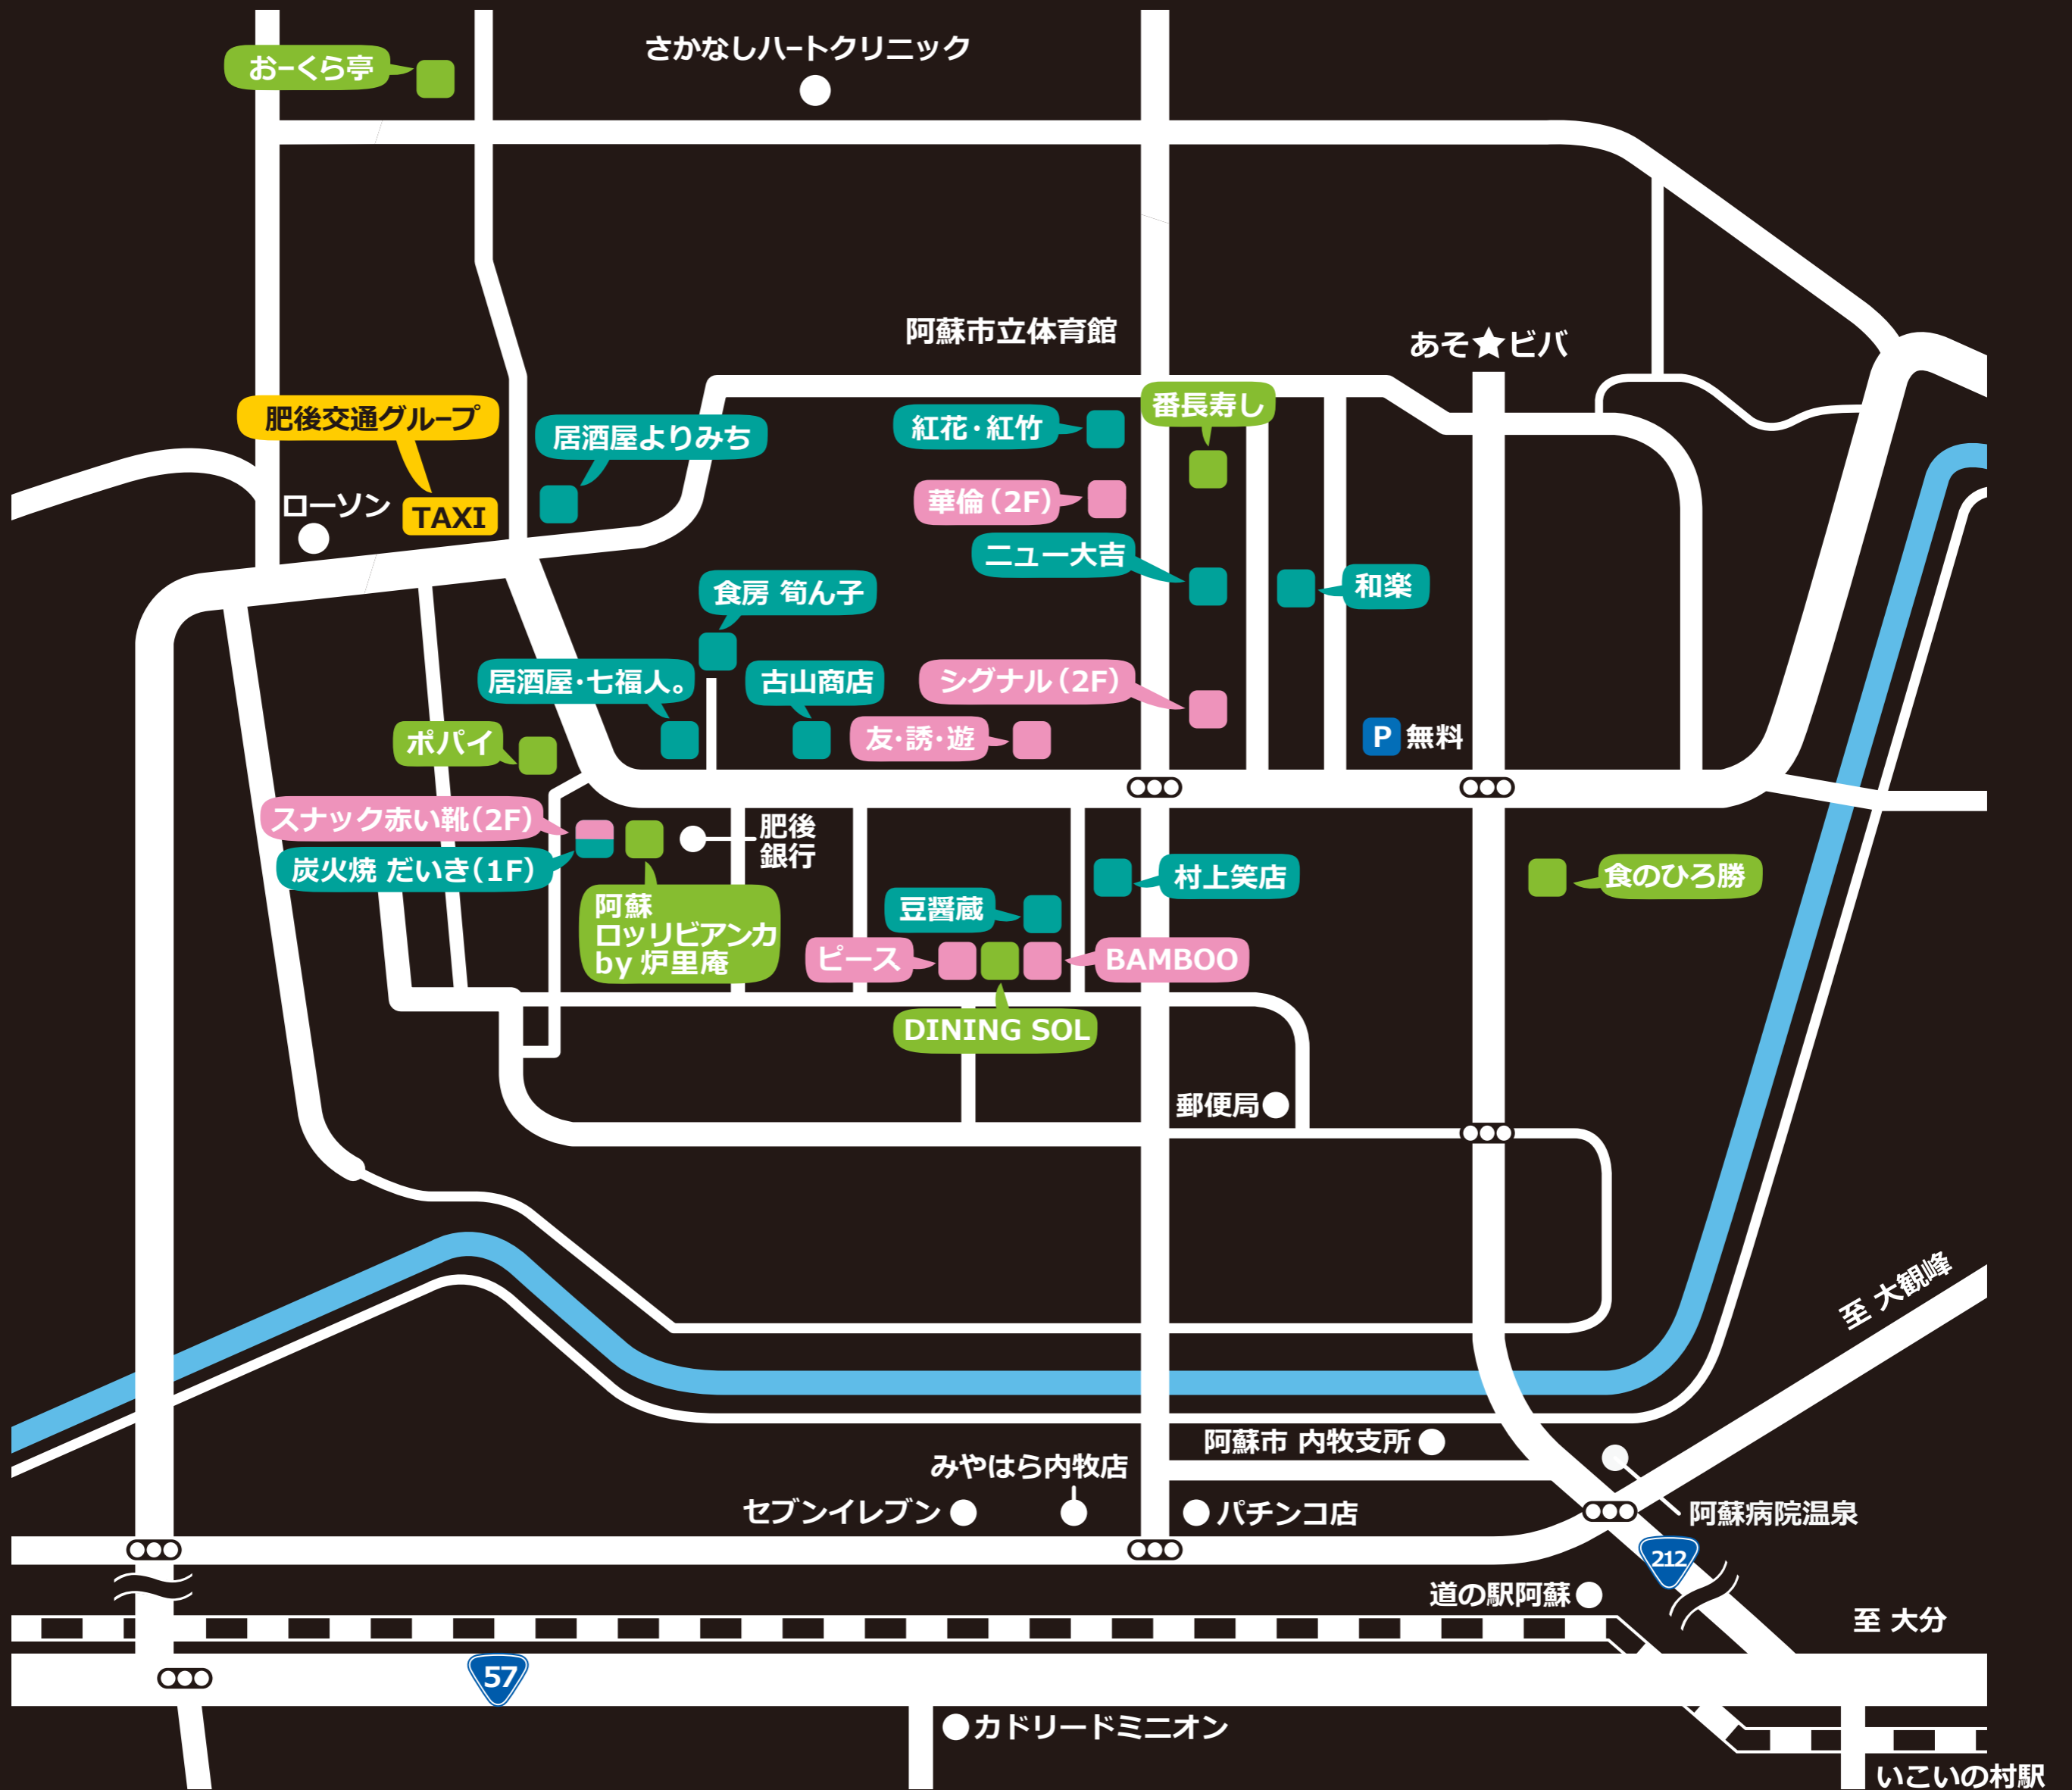 さかなしハートクリニック
おーくら亭
阿蘇市立体育館
あそ★ビバ
肥後交通グループ
TAXI
ローソン
居酒屋よりみち
紅花・紅竹
番長寿し
華倫(2F)
ニュー大吉
和楽
食房 筍ん子
居酒屋・七福人。
古山商店
シグナル(2F)
友・誘・遊
ポパイ
P 無料
スナック赤い靴(2F)
炭火焼 だいき(1F)
肥後
銀行
阿蘇
ロッリビアンカ
by 炉里庵
村上笑店
食のひろ勝
豆醤蔵
ピース
BAMBOO
DINING SOL
郵便局
至 大観峰
阿蘇市 内牧支所
みやはら内牧店
セブンイレブン
パチンコ店
阿蘇病院温泉
212
道の駅阿蘇
至 大分
57
カドリードミニオン
いこいの村駅